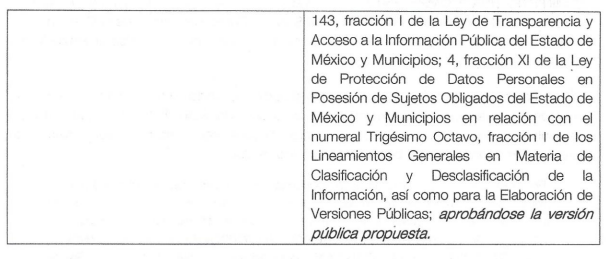 143, fracción I de la Ley de Transparencia y
Acceso a la Información Pública del Estado de
México y Municipios; 4, fracción XI de la Ley
de Protección de Datos Personales en
Posesión de Sujetos Obligados del Estado de
México y Municipios en relación con el
numeral Trigésimo Octavo, fracción I de los
Lineamientos Generales en Materia de
Clasificación y Desclasificación de la
Información, así como para la Elaboración de
Versiones Públicas; aprobándose la versión
pública propuesta.